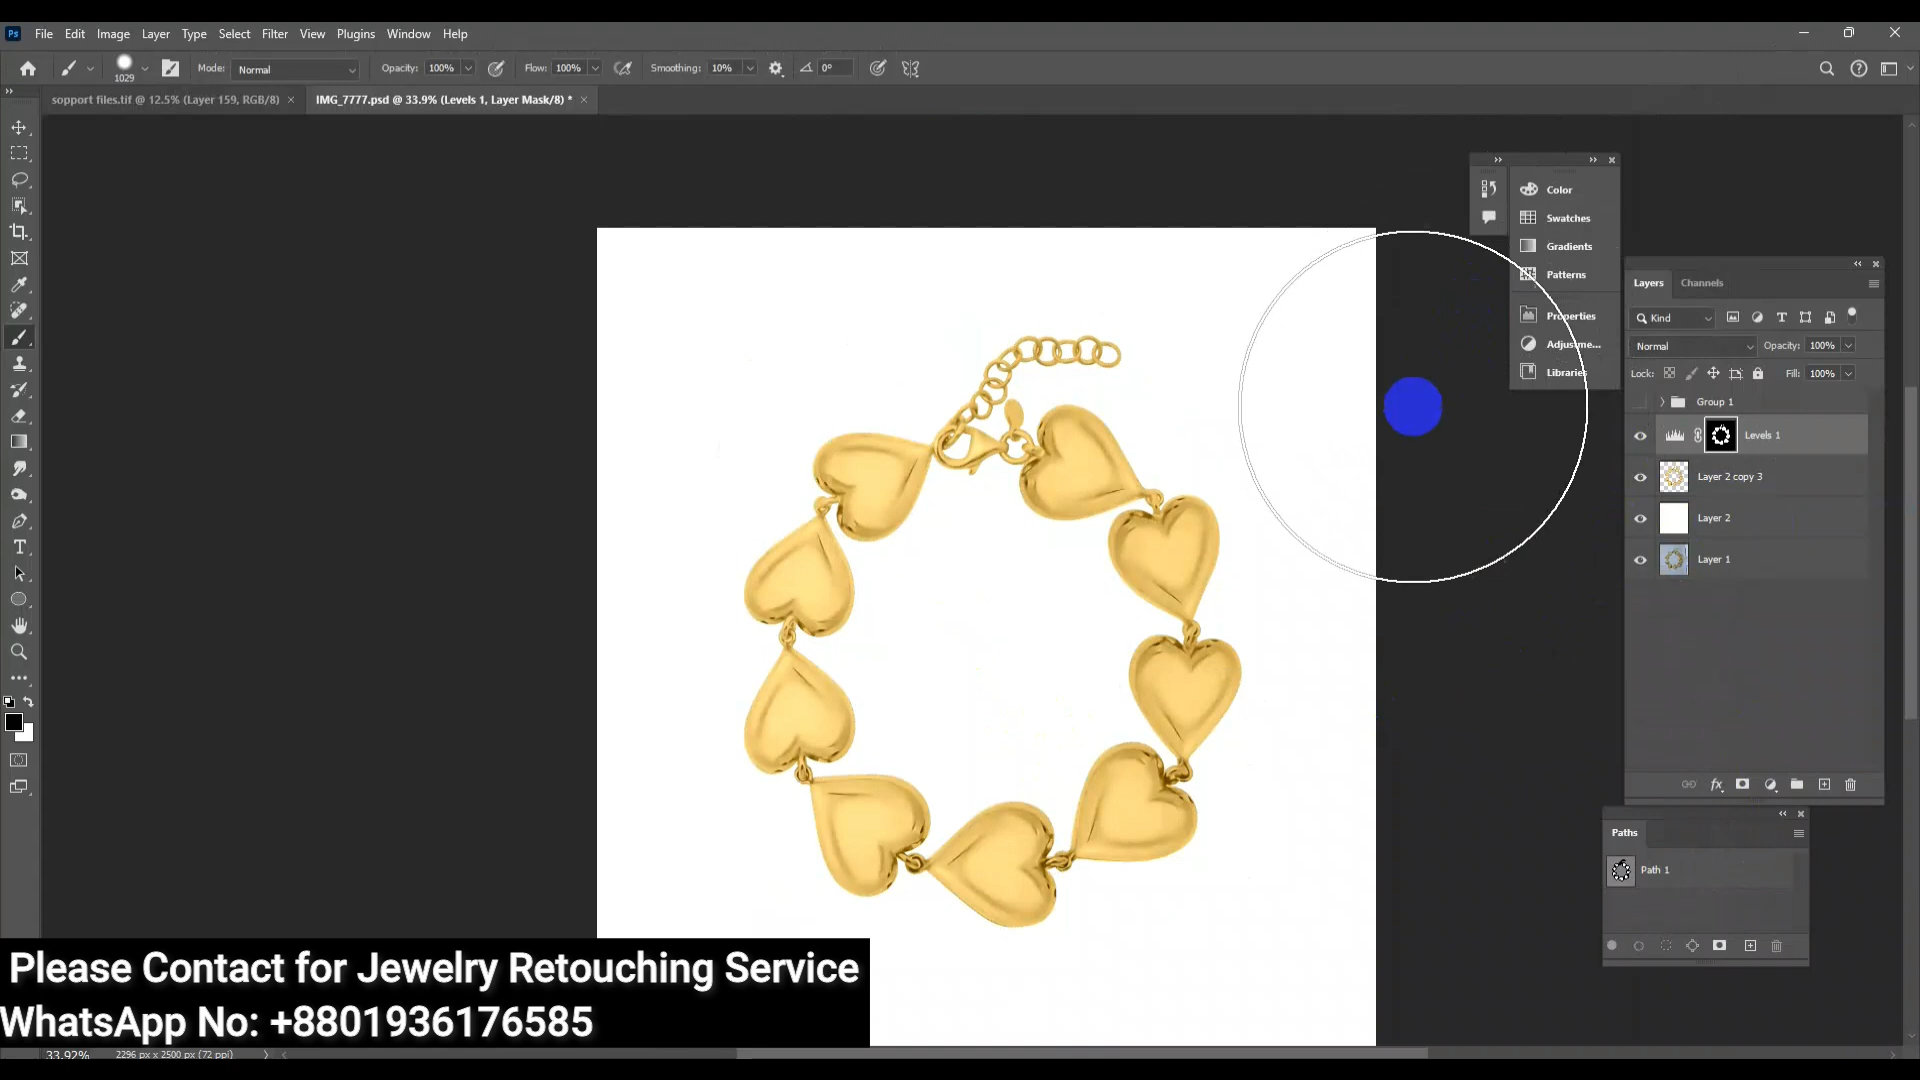 Ps File Edit Image Layer Type Select Filter View Plugins Window Help
1029 Mode: Normal Opacity: 100% Flow: 100% Smoothing: 10% 0°
sopport files.tif @ 12.5% (Layer 159, RGB/8) × IMG_7777.psd @ 33.9% (Levels 1, Layer Mask/8) * ×
Color
Swatches
Gradients
Patterns
Properties
Adjustme...
Libraries
Layers Channels
Kind
Normal Opacity: 100%
Lock: Fill: 100%
Group 1
Levels 1
Layer 2 copy 3
Layer 2
Layer 1
fx
Paths
Path 1
Please Contact for Jewelry Retouching Service
WhatsApp No: +8801936176585
33.92% 2296 px x 2500 px (72 ppi)